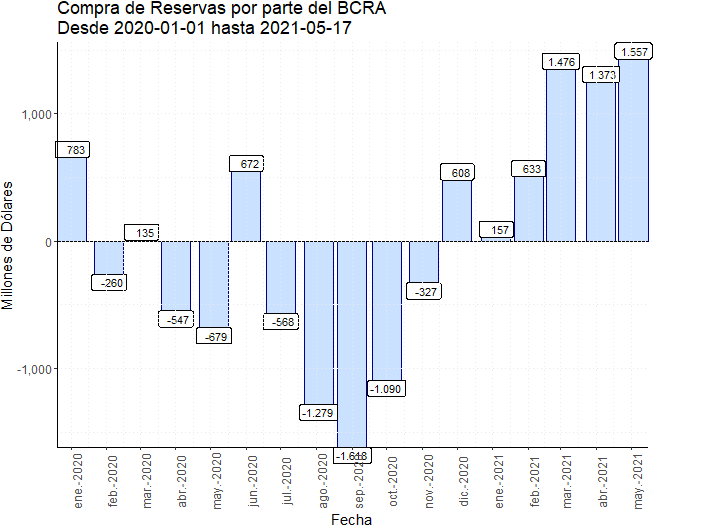 Compra de Reservas por parte del BCRA
Desde 2020-01-01 hasta 2021-05-17
Millones de Dólares
1,000
0
-1,000
783
-260
135
-547
-679
672
-568
-1.279
-1.618
-1.090
-327
608
157
633
1.476
1.373
1.557
ene.-2020
feb.-2020
mar.-2020
abr.-2020
may.-2020
jun.-2020
jul.-2020
ago.-2020
sep.-2020
oct.-2020
nov.-2020
dic.-2020
ene.-2021
feb.-2021
mar.-2021
abr.-2021
may.-2021
Fecha